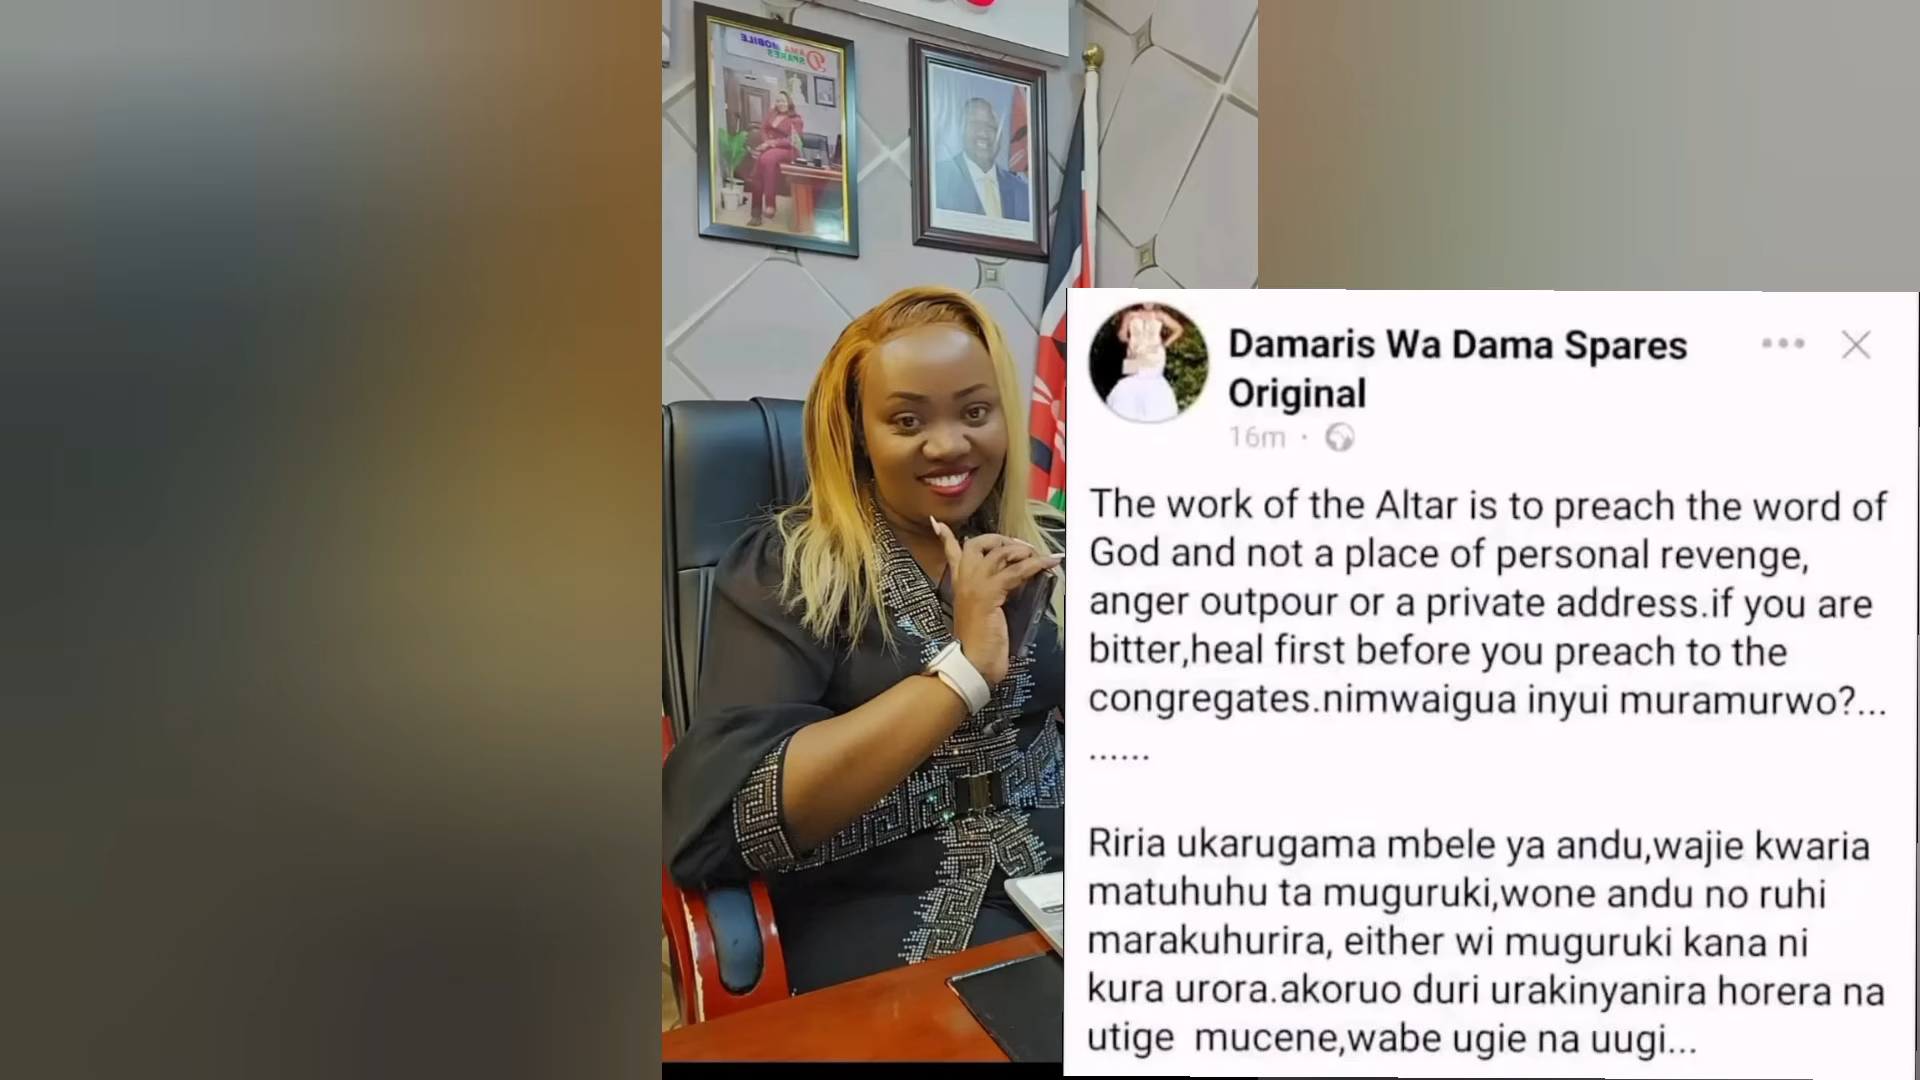 DAMA MOBILE
SPARES
Damaris Wa Dama Spares
Original
16m ·
The work of the Altar is to preach the word of
God and not a place of personal revenge,
anger outpour or a private address.if you are
bitter,heal first before you preach to the
congregates.nimwaigua inyui muramurwo?...
......
Riria ukarugama mbele ya andu,wajie kwaria
matuhuhu ta muguruki,wone andu no ruhi
marakuhurira, either wi muguruki kana ni
kura urora.akoruo duri urakinyanira horera na
utige mucene,wabe ugie na uugi...